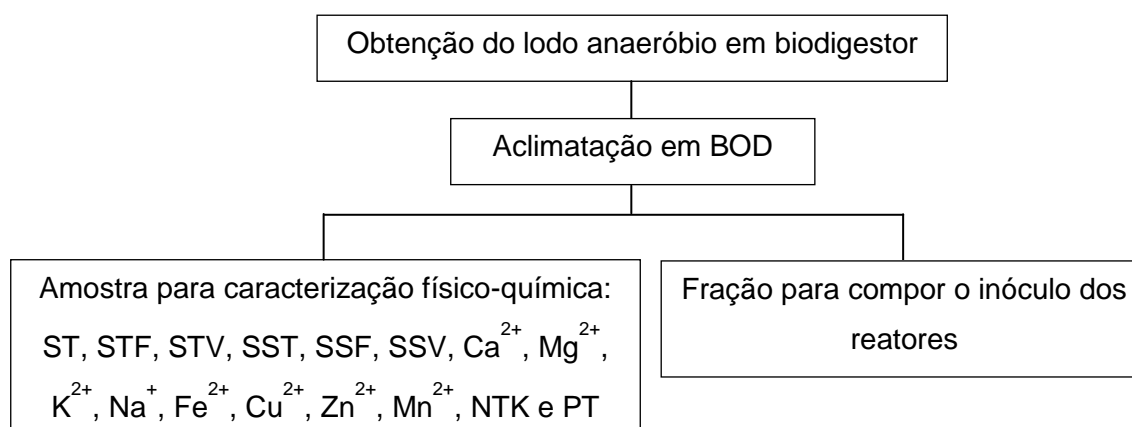 Obtenção do lodo anaeróbio em biodigestor
Aclimatação em BOD
Amostra para caracterização físico-química:
ST, STF, STV, SST, SSF, SSV, Ca²⁺, Mg²⁺,
K²⁺, Na⁺, Fe²⁺, Cu²⁺, Zn²⁺, Mn²⁺, NTK e PT
Fração para compor o inóculo dos
reatores